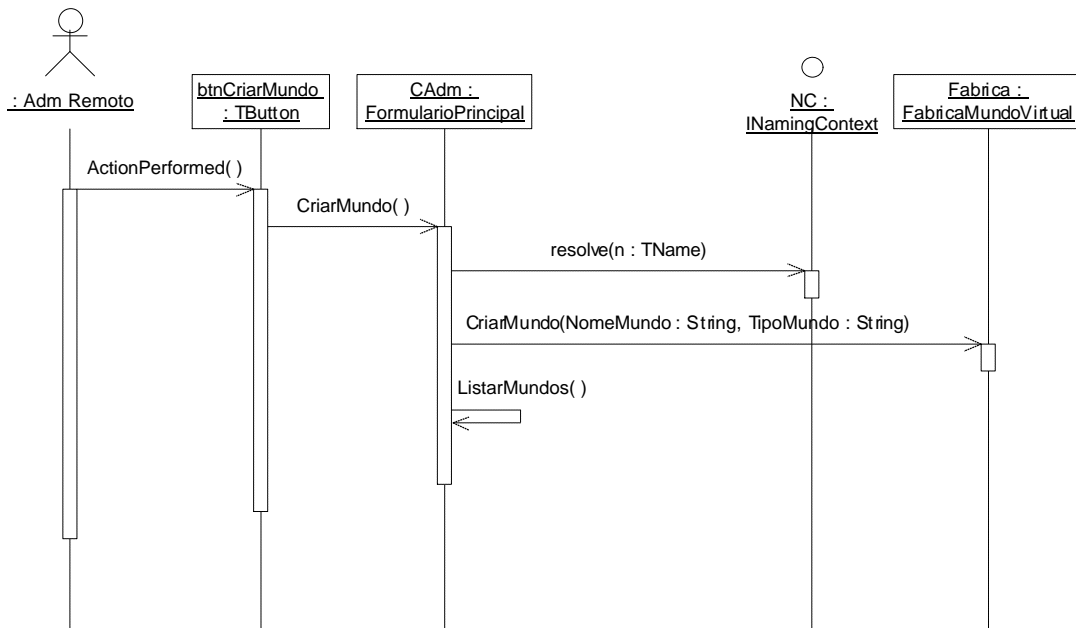 : Adm Remoto
btnCriarMundo
: TButton
CAdm :
FormularioPrincipal
NC :
INamingContext
Fabrica :
FabricaMundoVirtual
ActionPerformed( )
CriarMundo( )
resolve(n : TName)
CriarMundo(NomeMundo : String, TipoMundo : String)
ListarMundos( )